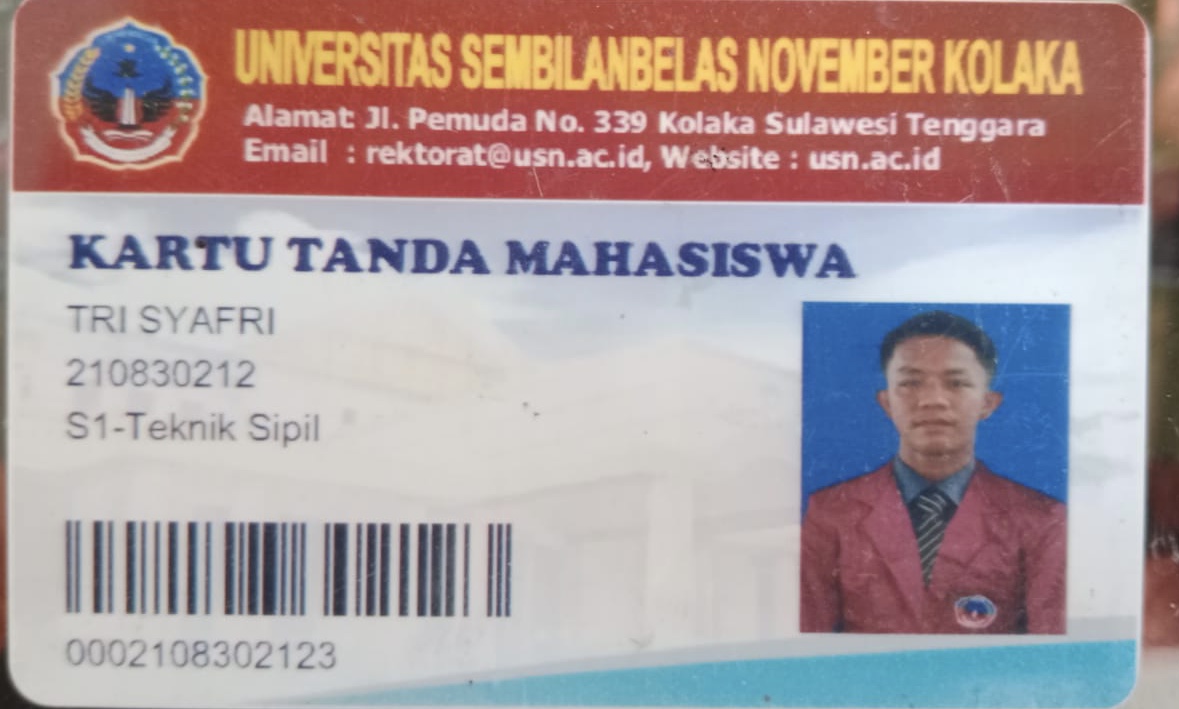 UNIVERSITAS SEMBILANBELAS NOVEMBER KOLAKA
Alamat: Jl. Pemuda No. 339 Kolaka Sulawesi Tenggara
Email : rektorat@usn.ac.id, Website : usn.ac.id
KARTU TANDA MAHASISWA
TRI SYAFRI
210830212
S1-Teknik Sipil
0002108302123